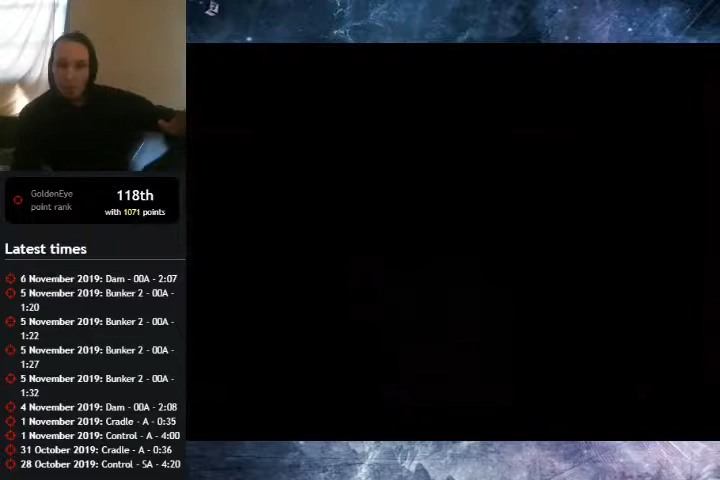 GoldenEye
point rank
118th
with 1071 points
Latest times
6 November 2019: Dam - 00A - 2:07
5 November 2019: Bunker 2 - 00A -
1:20
5 November 2019: Bunker 2 - 00A -
1:22
5 November 2019: Bunker 2 - 00A -
1:27
5 November 2019: Bunker 2 - 00A -
1:32
4 November 2019: Dam - 00A - 2:08
1 November 2019: Cradle - A - 0:35
1 November 2019: Control - A - 4:00
31 October 2019: Cradle - A - 0:36
28 October 2019: Control - SA - 4:20